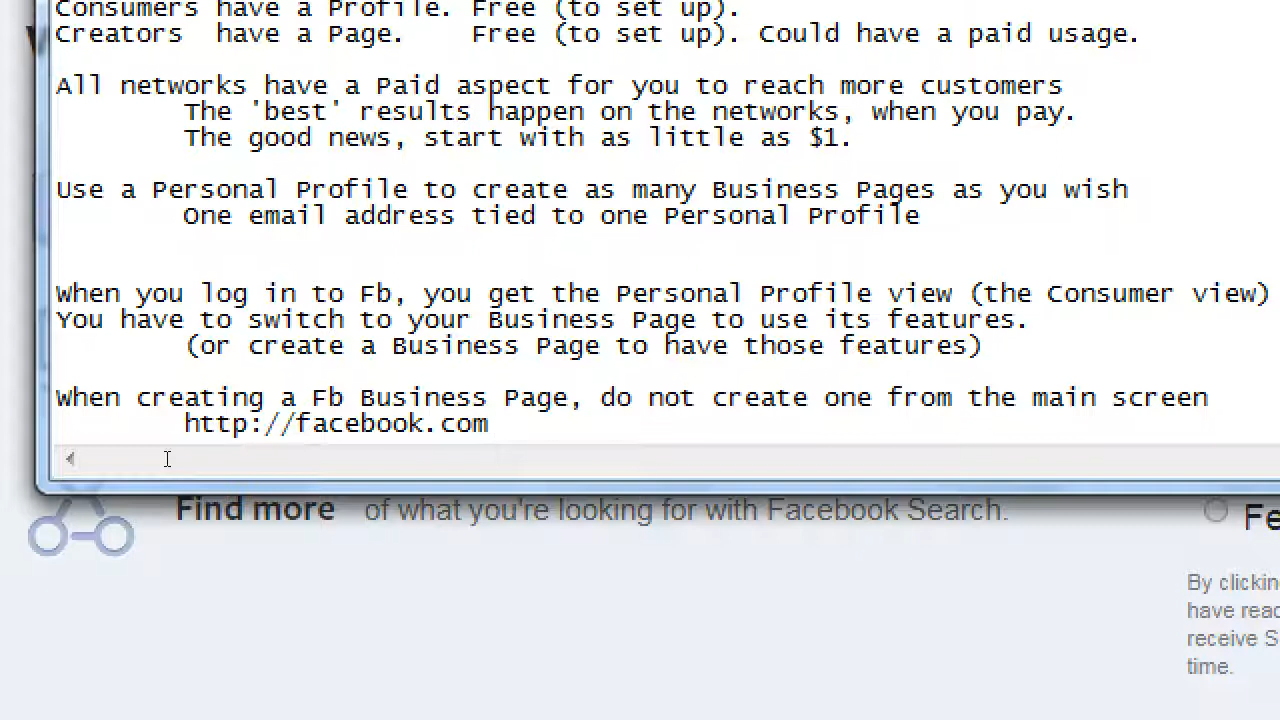 Consumers have a Profile. Free (to set up).
Creators  have a Page.    Free (to set up). Could have a paid usage.
All networks have a Paid aspect for you to reach more customers
The 'best' results happen on the networks, when you pay.
The good news, start with as little as $1.
Use a Personal Profile to create as many Business Pages as you wish
One email address tied to one Personal Profile
When you log in to Fb, you get the Personal Profile view (the Consumer view)
You have to switch to your Business Page to use its features.
(or create a Business Page to have those features)
When creating a Fb Business Page, do not create one from the main screen
http://facebook.com
Find more of what you're looking for with Facebook Search.
Fe
By clickin
have read
receive S
time.